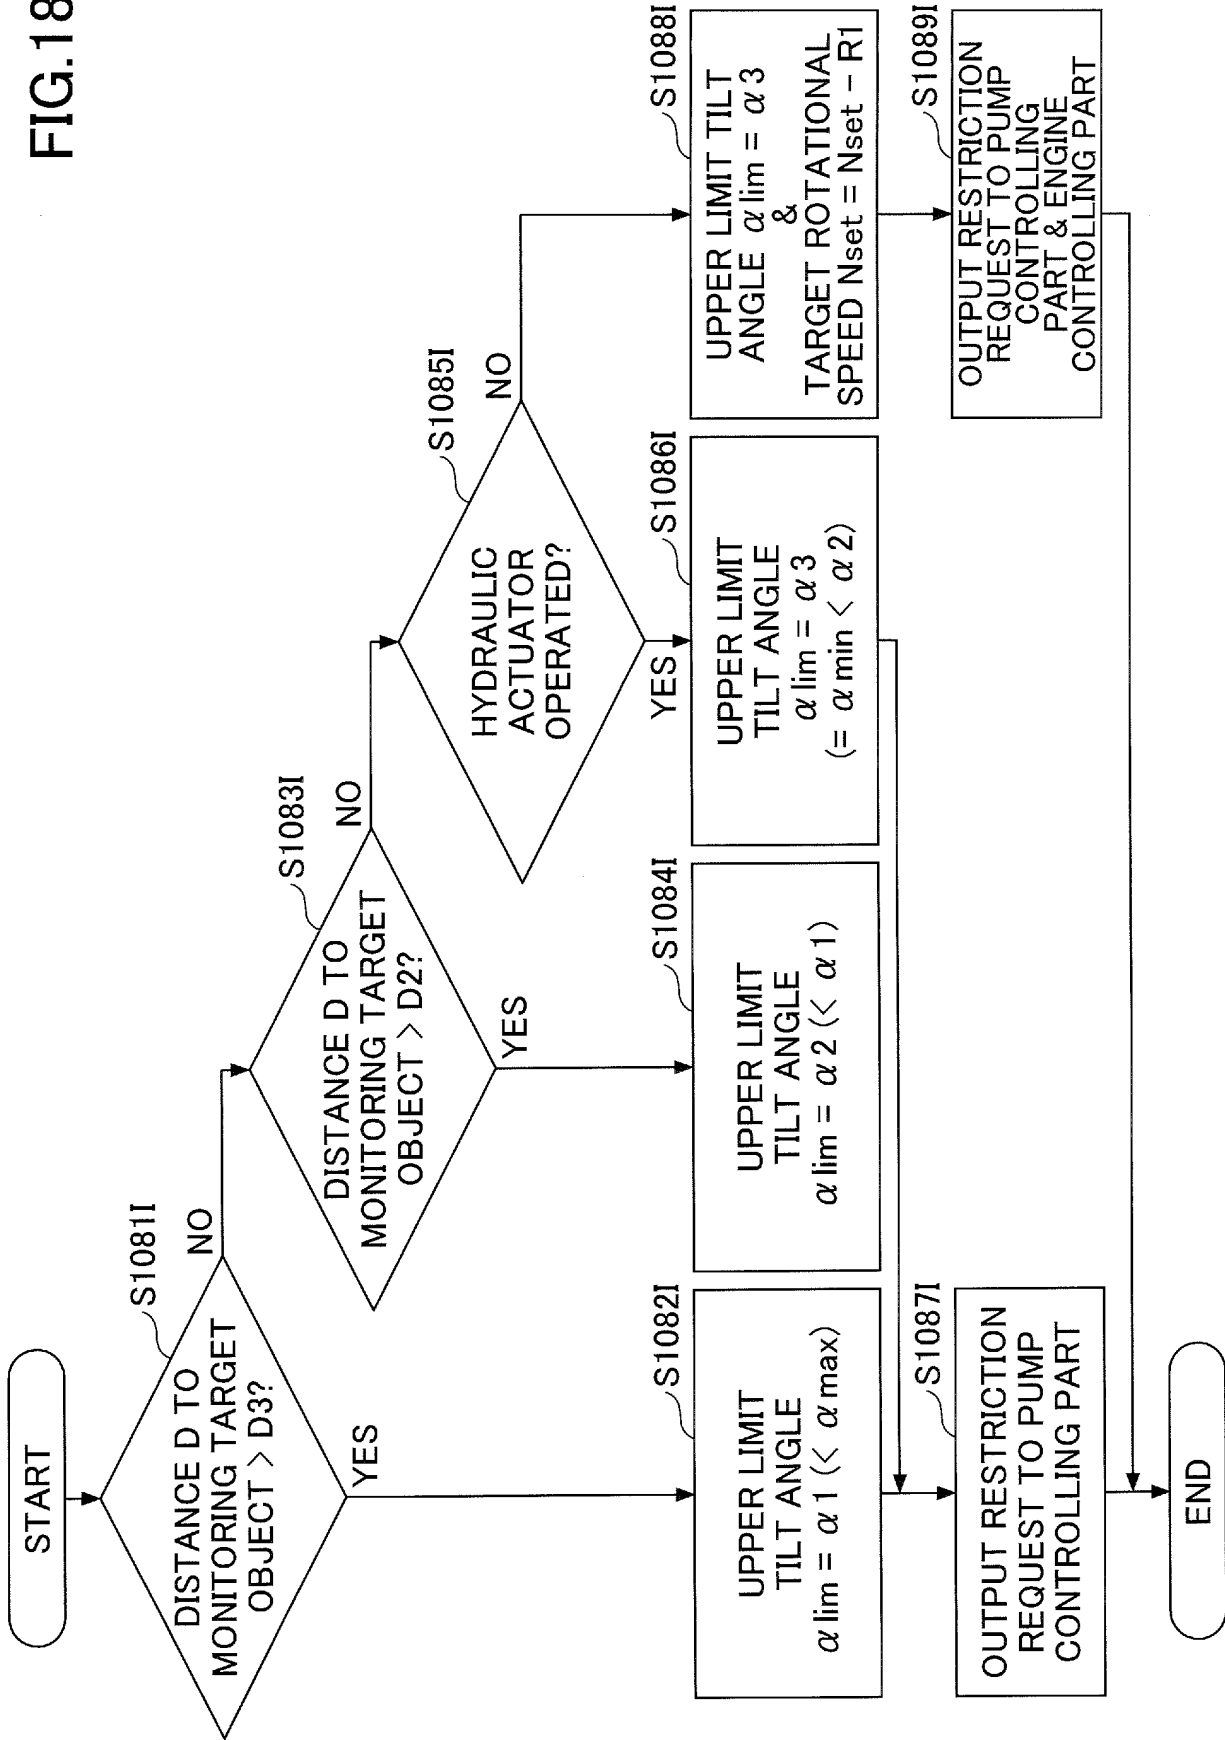 FIG.18
START
DISTANCE D TO
MONITORING TARGET
OBJECT > D3?
S1081I
NO
YES
DISTANCE D TO
MONITORING TARGET
OBJECT > D2?
S1083I
NO
YES
HYDRAULIC
ACTUATOR
OPERATED?
S1085I
NO
YES
UPPER LIMIT
TILT ANGLE
α lim = α 1 (< α max)
S1082I
UPPER LIMIT
TILT ANGLE
α lim = α 2 (< α 1)
S1084I
UPPER LIMIT
TILT ANGLE
α lim = α 3
(= α min < α 2)
S1086I
UPPER LIMIT TILT
ANGLE α lim = α 3
&
TARGET ROTATIONAL
SPEED Nset = Nset − R1
S1088I
OUTPUT RESTRICTION
REQUEST TO PUMP
CONTROLLING PART
S1087I
OUTPUT RESTRICTION
REQUEST TO PUMP
CONTROLLING
PART & ENGINE
CONTROLLING PART
S1089I
END